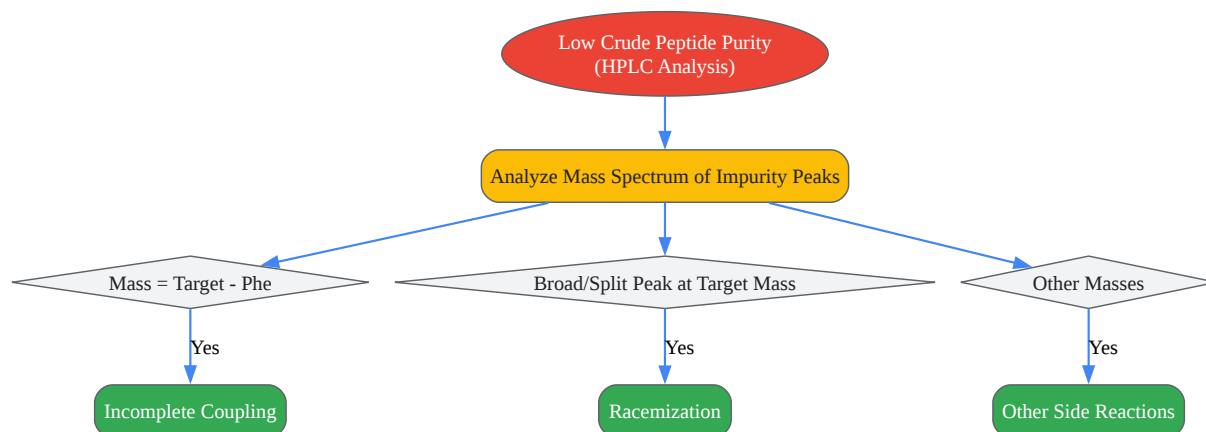 Low Crude Peptide Purity
(HPLC Analysis)
Analyze Mass Spectrum of Impurity Peaks
Mass = Target - Phe
Broad/Split Peak at Target Mass
Other Masses
Yes
Yes
Yes
Incomplete Coupling
Racemization
Other Side Reactions